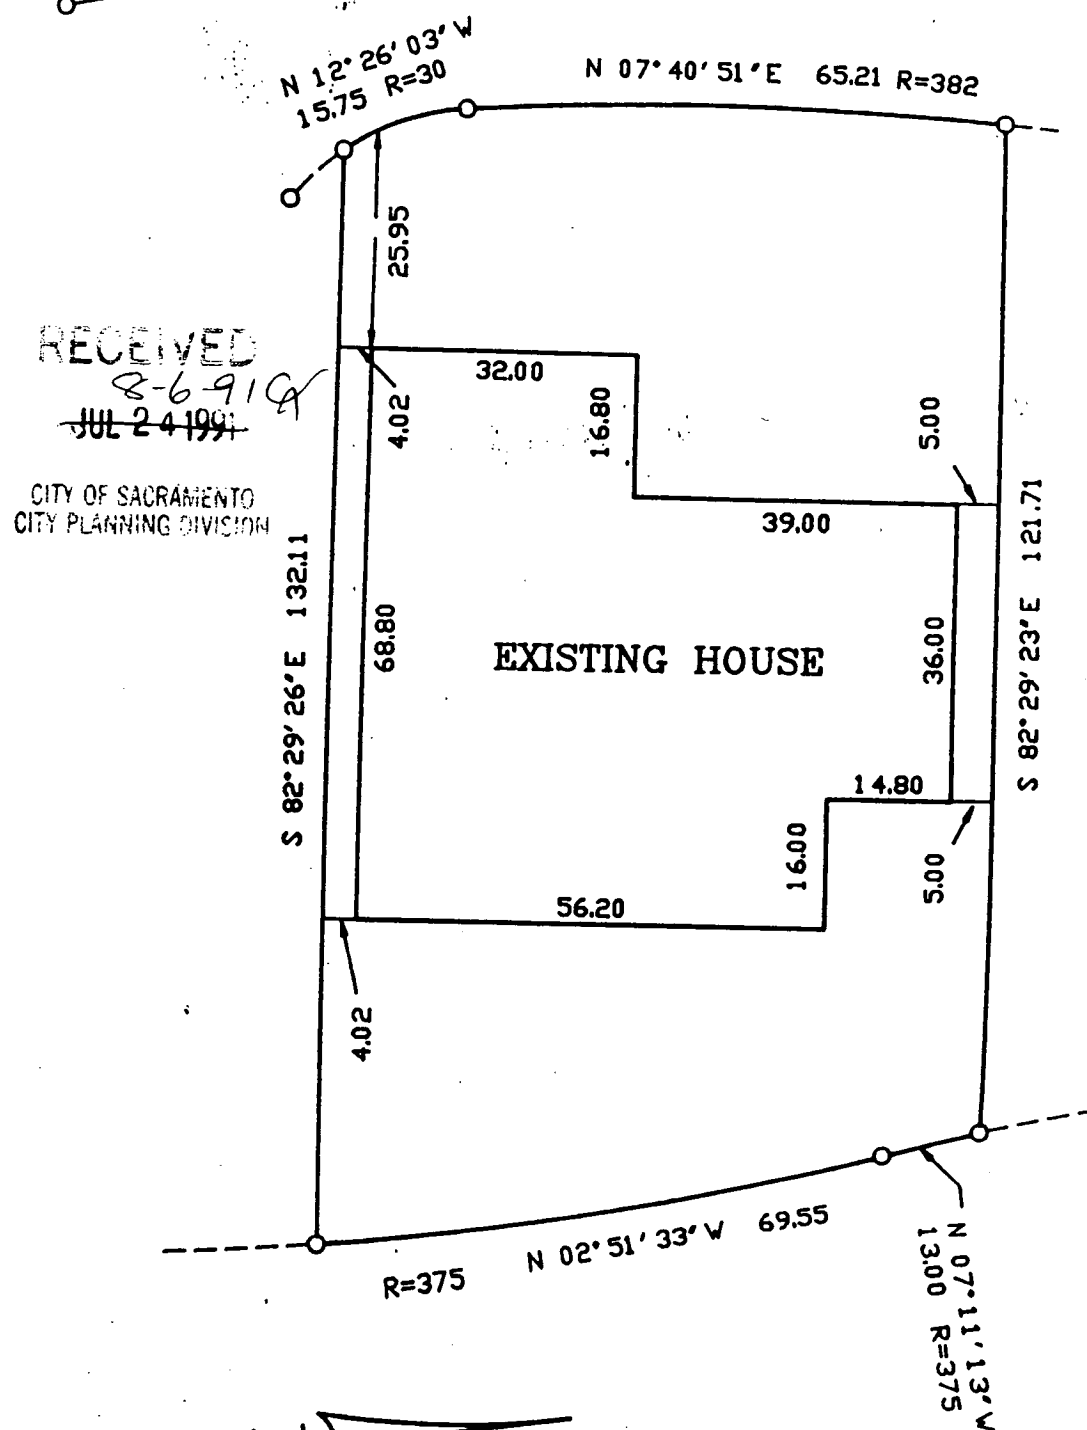 N 12° 26' 03" W
15.75 R=30
N 07° 40' 51" E 65.21 R=382
25.95
RECEIVED
8-6-91
JUL 24 1991
CITY OF SACRAMENTO
CITY PLANNING DIVISION
32.00
4.02
16.80
5.00
39.00
S 82° 29' 26" E 132.11
68.80
EXISTING HOUSE
36.00
S 82° 29' 23" E 121.71
14.80
16.00
5.00
56.20
4.02
R=375
N 02° 51' 33" W 69.55
N 07° 11' 13" W
13.00 R=375